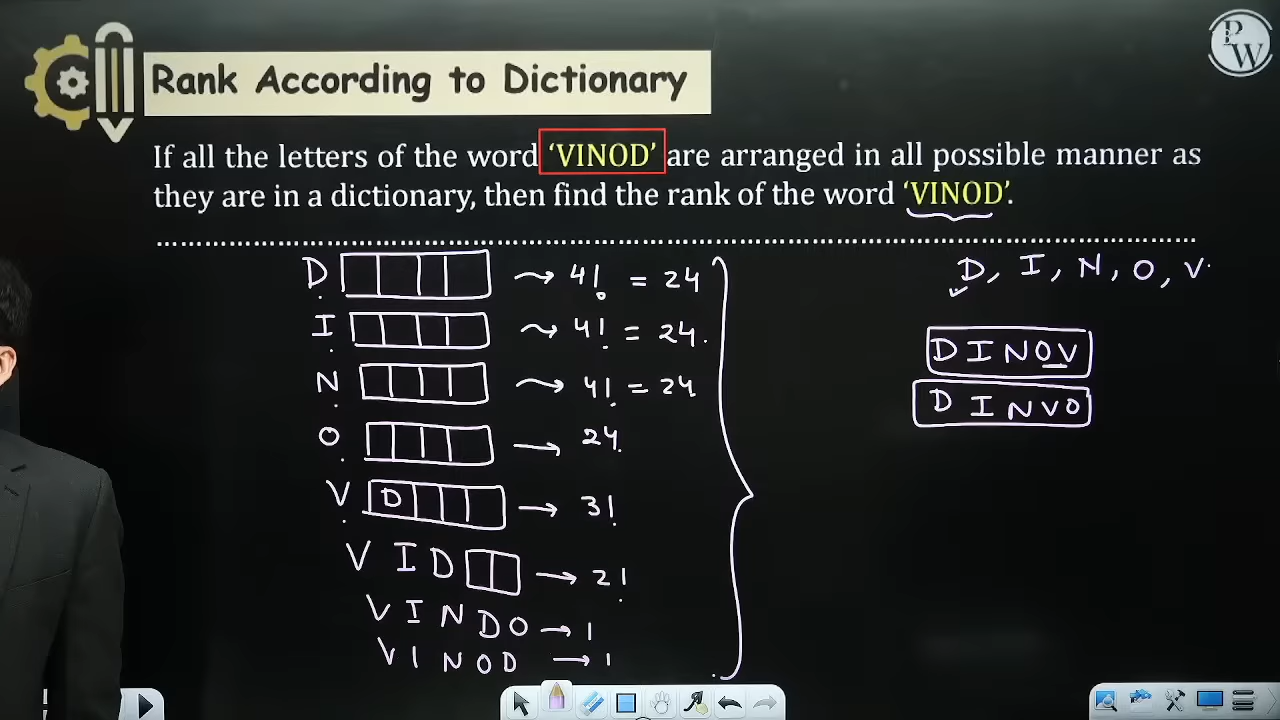 PW
Rank According to Dictionary
If all the letters of the word ‘VINOD’ are arranged in all possible manner as
they are in a dictionary, then find the rank of the word ‘VINOD’.
D → 4! = 24
I → 4! = 24.
N → 4! = 24
O → 24
V D → 3!
V I D → 2!
V I N D O → 1
V I N O D → 1
D, I, N, O, V
D I N O V
D I N V O